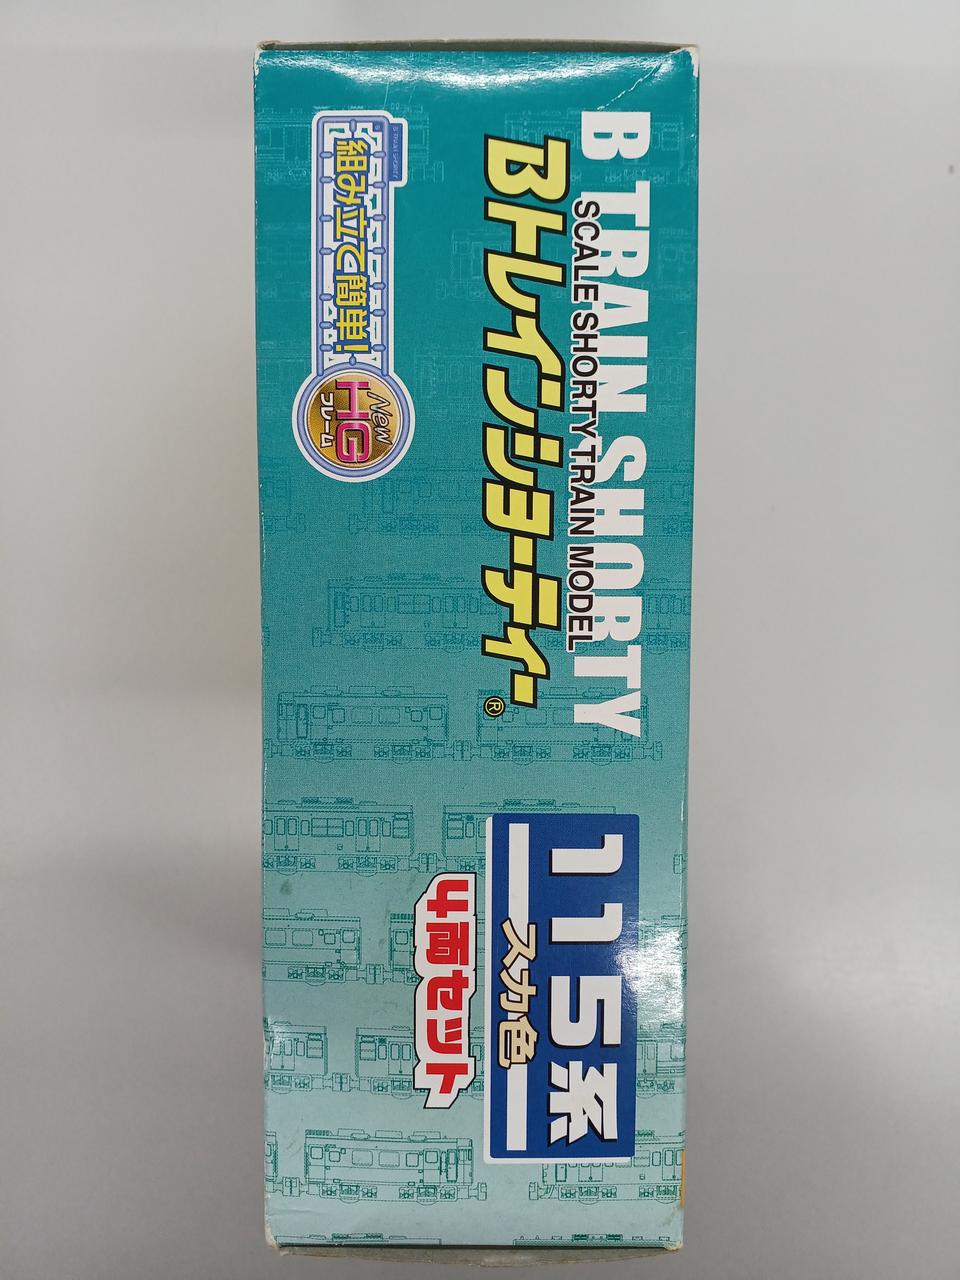 B TRAIN SHORTY
SCALE SHORTY TRAIN MODEL
Bトレインショーティー®
B TRAIN SHORTY
組み立て簡単!
New
HG
フレーム
115系
スカ色
4両セット